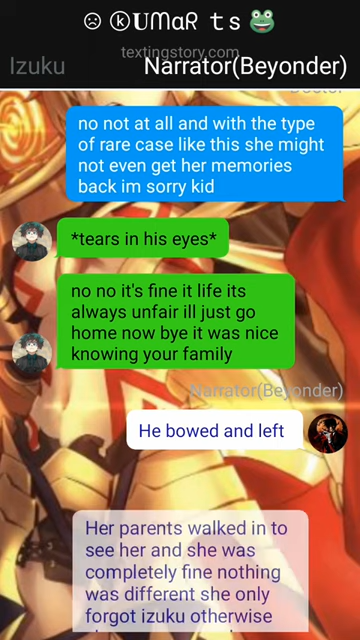 ☹ ⓚUMaR ts 🐸
textingstory.com
Izuku Narrator(Beyonder)
Doctor
no not at all and with the type
of rare case like this she might
not even get her memories
back im sorry kid
*tears in his eyes*
no no it's fine it life its
always unfair ill just go
home now bye it was nice
knowing your family
Narrator(Beyonder)
He bowed and left
Her parents walked in to
see her and she was
completely fine nothing
was different she only
forgot izuku otherwise